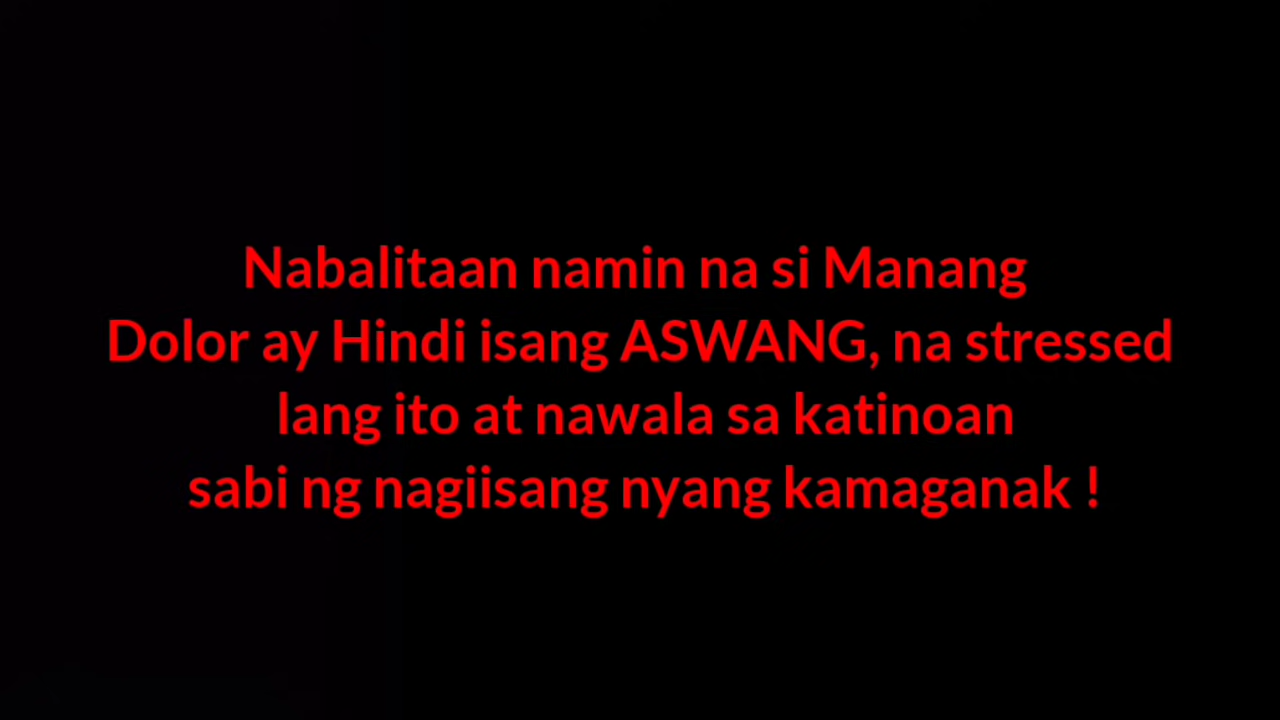 Nabalitaan namin na si Manang
Dolor ay Hindi isang ASWANG, na stressed
lang ito at nawala sa katinoan
sabi ng nagiisang nyang kamaganak !